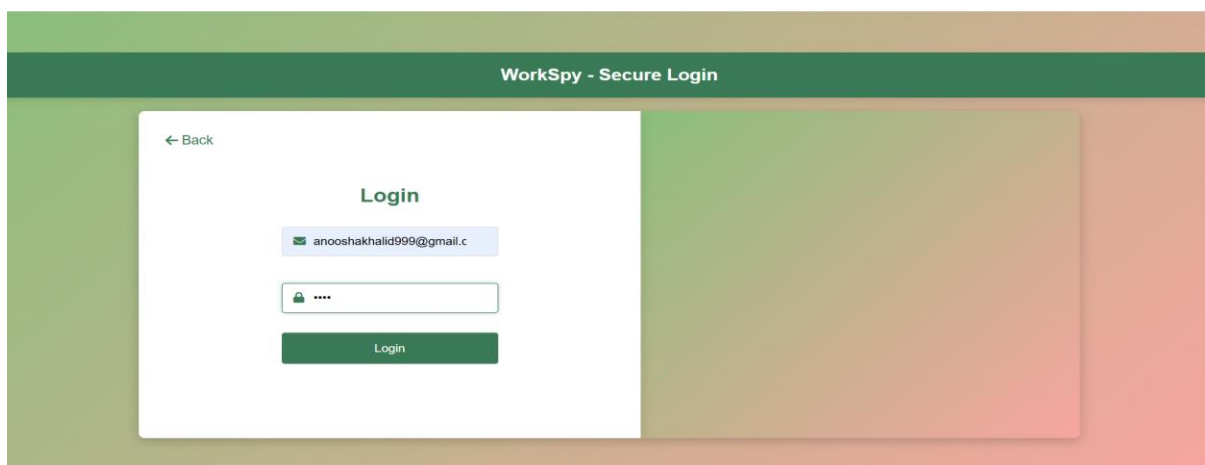 WorkSpy - Secure Login
← Back
Login
anooshakhalid999@gmail.c
••••
Login